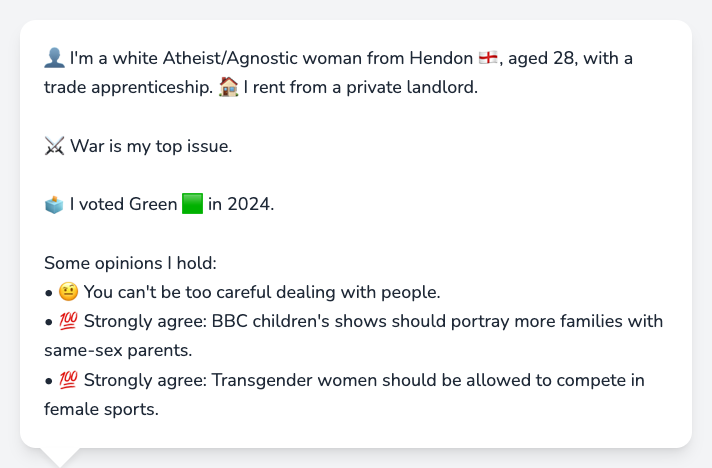 👤 I'm a white Atheist/Agnostic woman from Hendon 🏴󠁧󠁢󠁥󠁮󠁧󠁿, aged 28, with a
trade apprenticeship. 🏠 I rent from a private landlord.
⚔️ War is my top issue.
🗳️ I voted Green 🟩 in 2024.
Some opinions I hold:
• 🤨 You can't be too careful dealing with people.
• 💯 Strongly agree: BBC children's shows should portray more families with
same-sex parents.
• 💯 Strongly agree: Transgender women should be allowed to compete in
female sports.